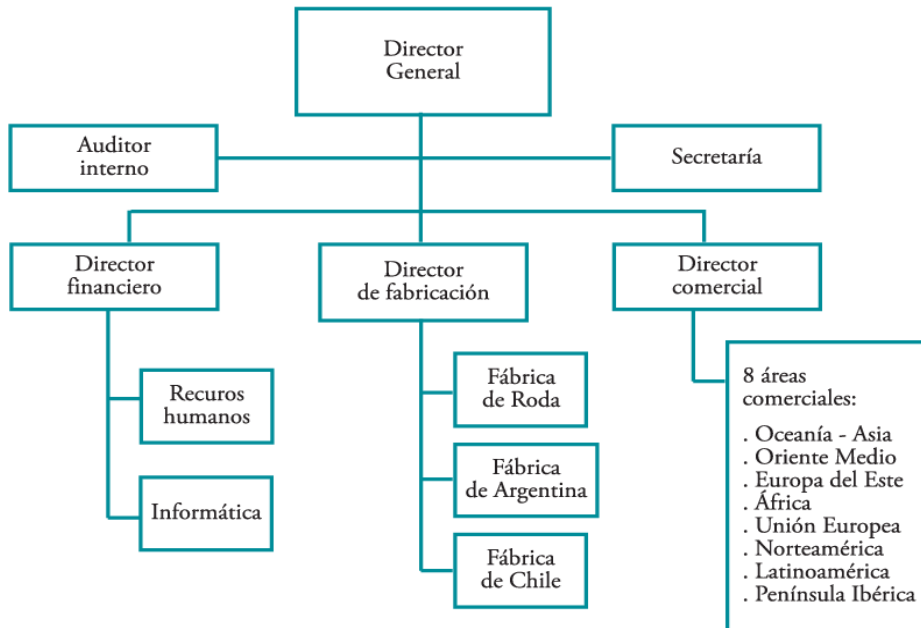 Director
General
Auditor
interno
Secretaría
Director
financiero
Director
de fabricación
Director
comercial
Recuros
humanos
Informática
Fábrica
de Roda
Fábrica
de Argentina
Fábrica
de Chile
8 áreas
comerciales:
. Oceanía - Asia
. Oriente Medio
. Europa del Este
. África
. Unión Europea
. Norteamérica
. Latinoamérica
. Península Ibérica